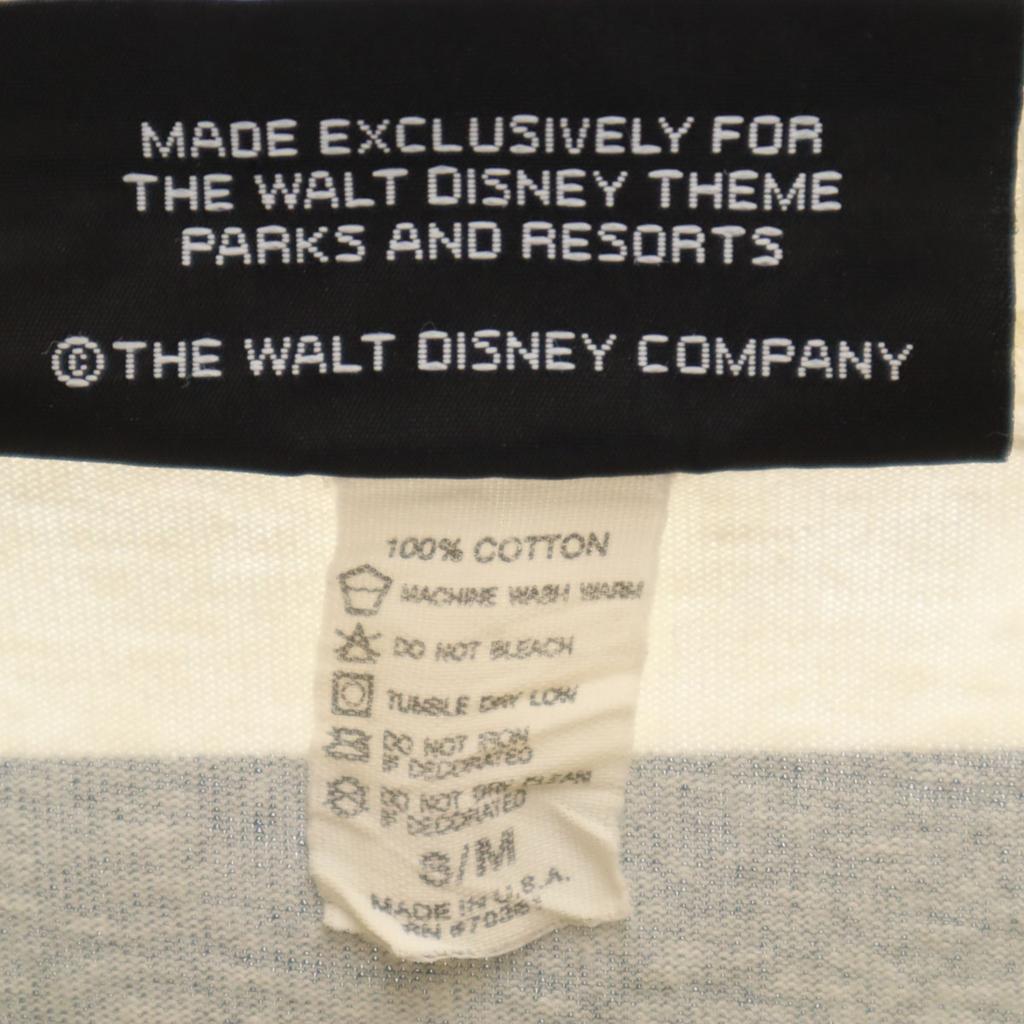 MADE EXCLUSIVELY FOR
THE WALT DISNEY THEME
PARKS AND RESORTS
©THE WALT DISNEY COMPANY
100% COTTON
MACHINE WASH WARM
DO NOT BLEACH
TUMBLE DRY LOW
DO NOT IRON
IF DECORATED
DO NOT DRY CLEAN
IF DECORATED
S/M
MADE IN U.S.A.
RN